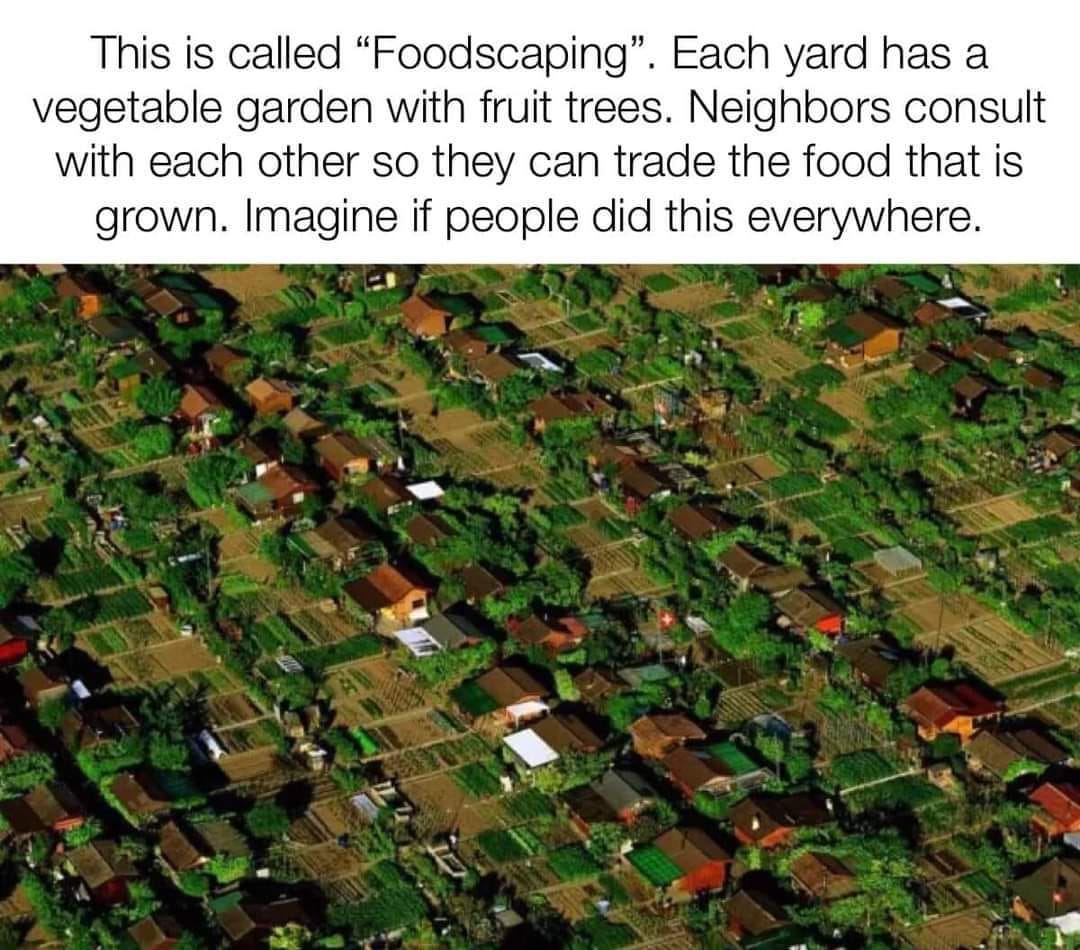 This is called “Foodscaping”. Each yard has a
vegetable garden with fruit trees. Neighbors consult
with each other so they can trade the food that is
grown. Imagine if people did this everywhere.